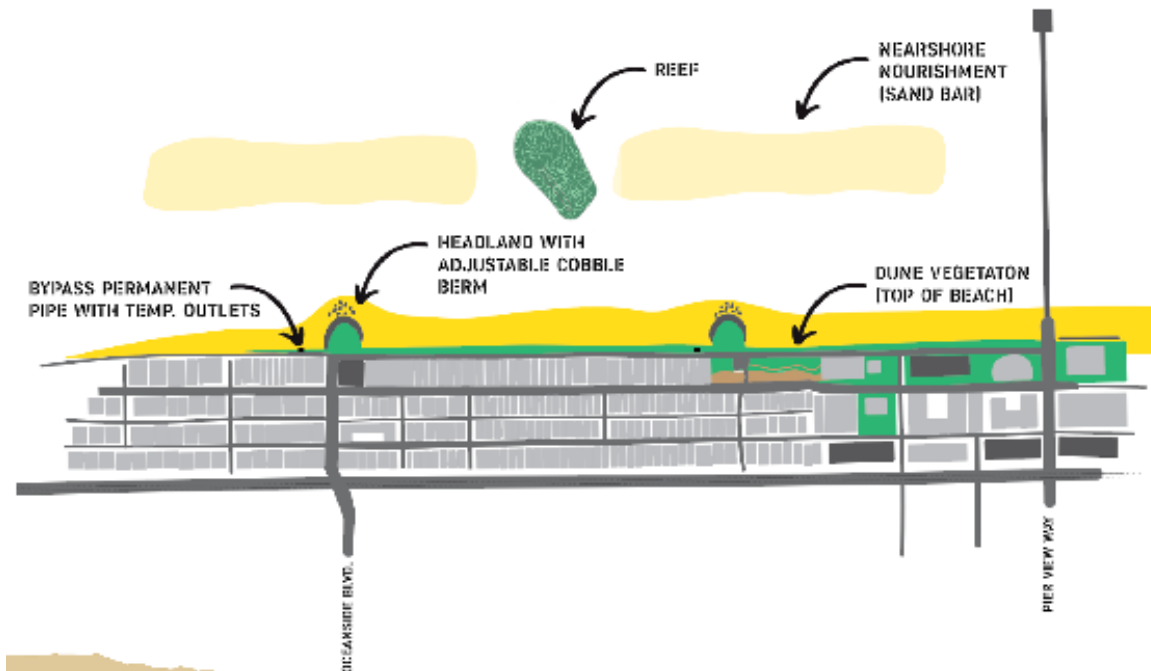 NEARSHORE
NOURISHMENT
(SAND BAR)
REEF
HEADLAND WITH
ADJUSTABLE COBBLE
BERM
BYPASS PERMANENT
PIPE WITH TEMP. OUTLETS
DUNE VEGETATON
(TOP OF BEACH)
OCEANSIDE BLVD.
PIER VIEW WAY